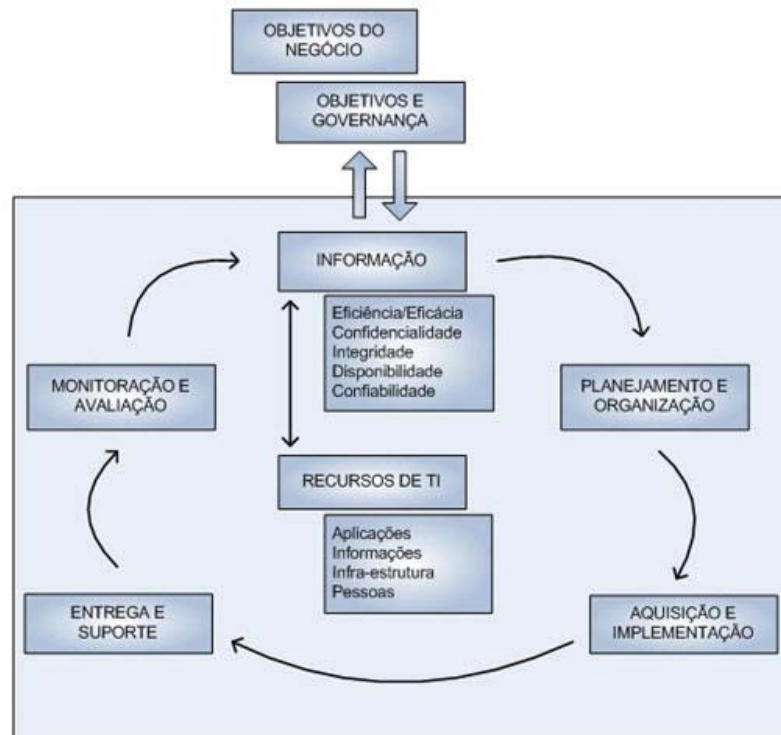 OBJETIVOS DO
NEGÓCIO
OBJETIVOS E
GOVERNANÇA
INFORMAÇÃO
Eficiência/Eficácia
Confidencialidade
Integridade
Disponibilidade
Confiabilidade
MONITORAÇÃO E
AVALIAÇÃO
PLANEJAMENTO E
ORGANIZAÇÃO
RECURSOS DE TI
Aplicações
Informações
Infra-estrutura
Pessoas
ENTREGA E
SUPORTE
AQUISIÇÃO E
IMPLEMENTAÇÃO